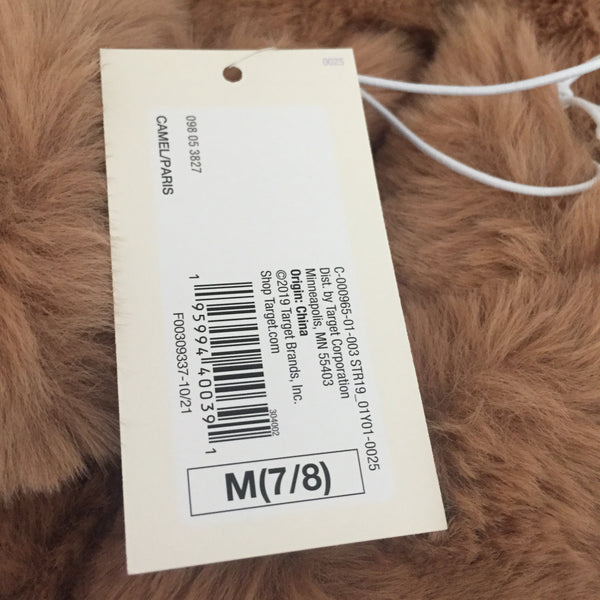 0025
098 05 3827
CAMEL/PARIS
C-000965-01-003 STR19_01Y01-0025
Dist. by Target Corporation
Minneapolis, MN 55403
Origin: China
©2019 Target Brands, Inc.
Shop Target.com
304002
1 95994 40039 1
F00309337-10/21
M(7/8)